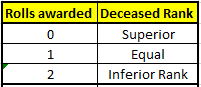 Rolls awarded Deceased Rank
0 Superior
1 Equal
2 Inferior Rank